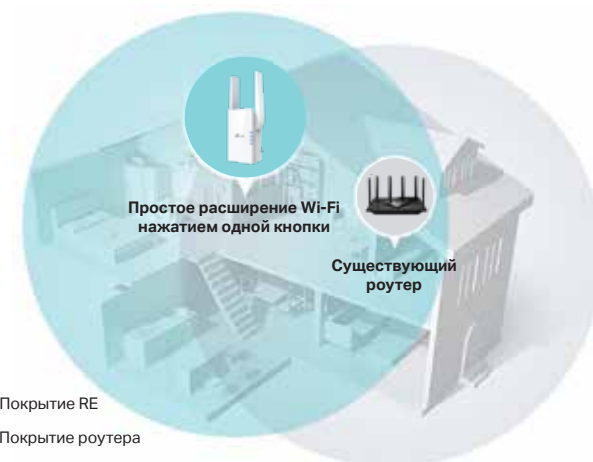 Простое расширение Wi-Fi
нажатием одной кнопки
Существующий
роутер
Покрытие RE
Покрытие роутера